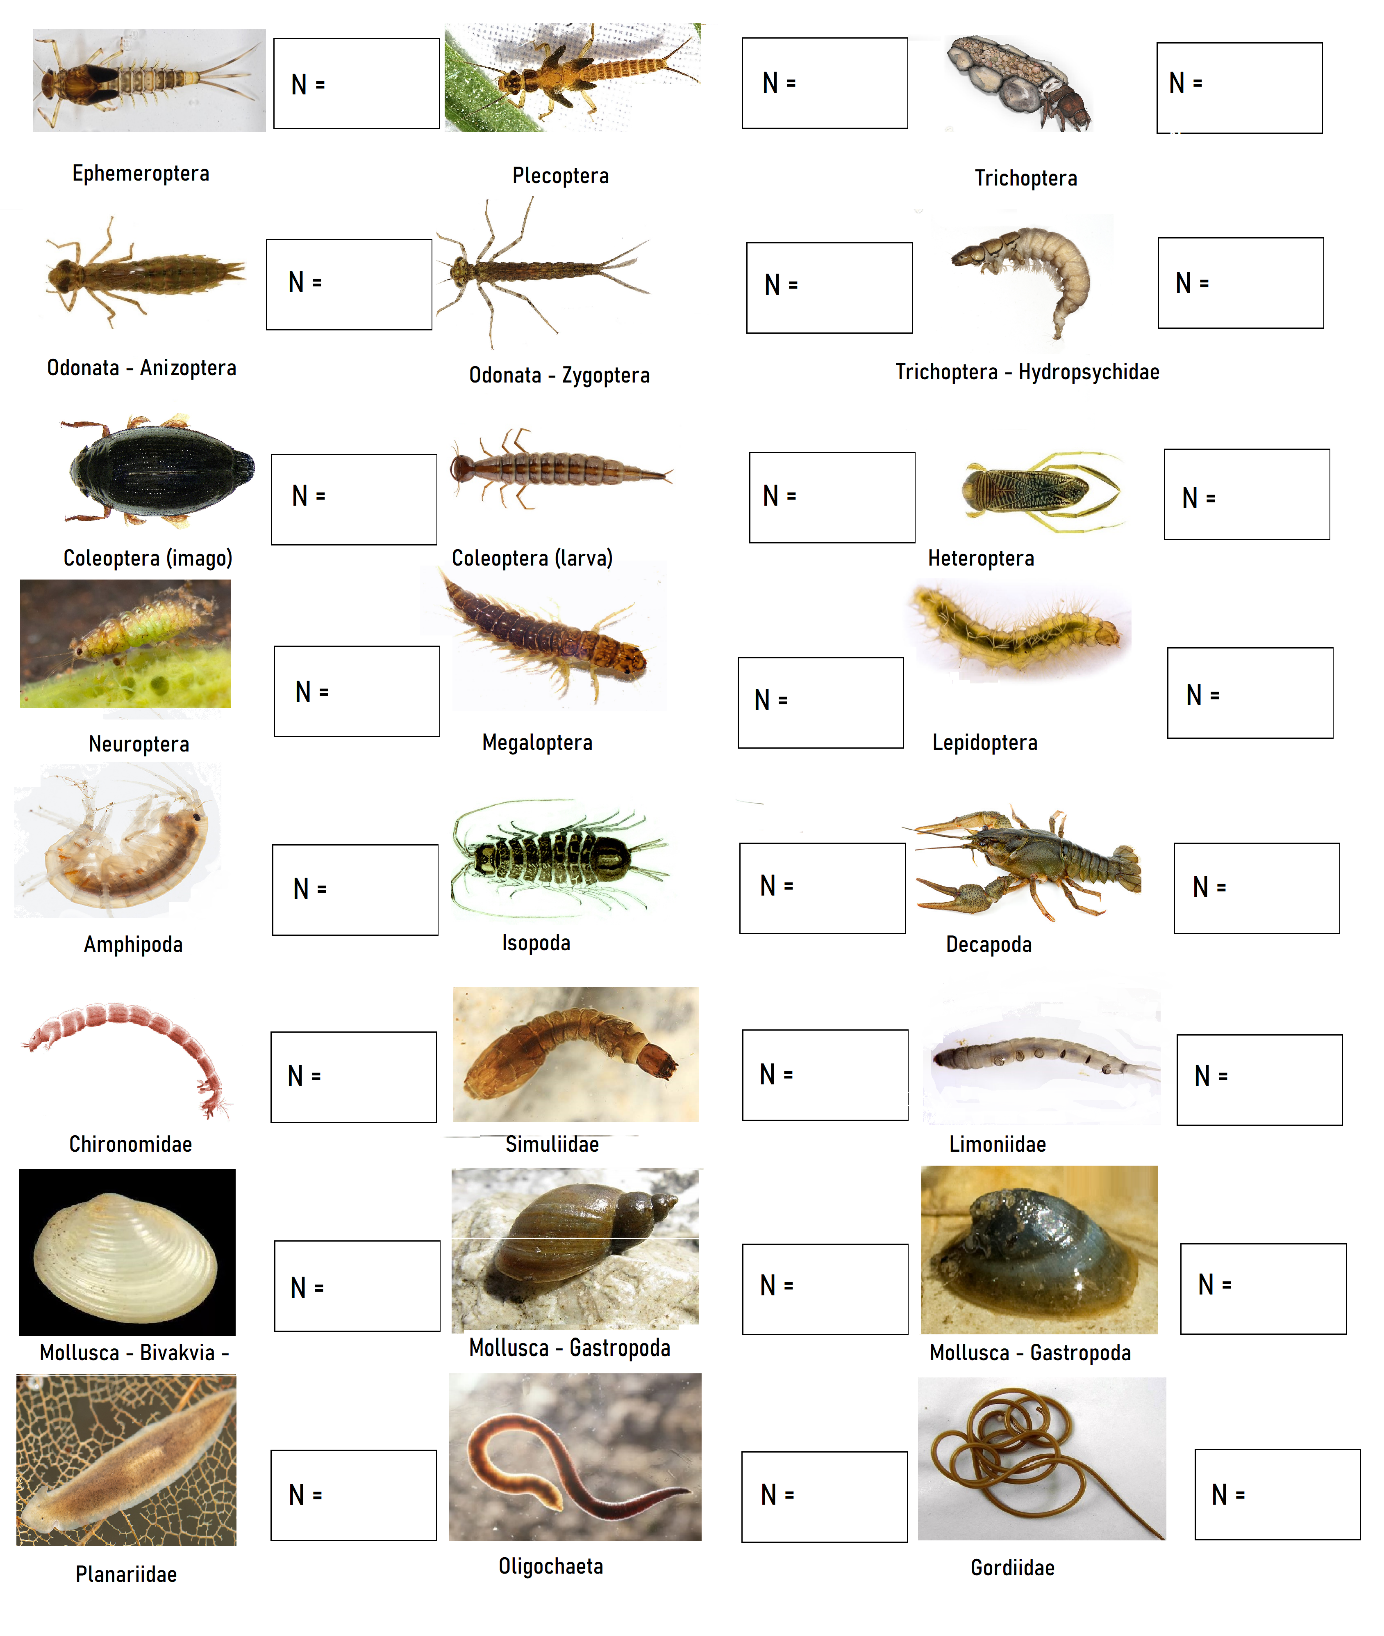 N =
N =
N =
Ephemeroptera
Plecoptera
Trichoptera
N =
N =
N =
Odonata - Anizoptera
Odonata - Zygoptera
Trichoptera - Hydropsychidae
N =
N =
N =
Coleoptera (imago)
Coleoptera (larva)
Heteroptera
N =
N =
N =
Neuroptera
Megaloptera
Lepidoptera
N =
N =
N =
Amphipoda
Isopoda
Decapoda
N =
N =
N =
Chironomidae
Simuliidae
Limoniidae
N =
N =
N =
Mollusca - Bivakvia -
Mollusca - Gastropoda
Mollusca - Gastropoda
N =
N =
N =
Planariidae
Oligochaeta
Gordiidae